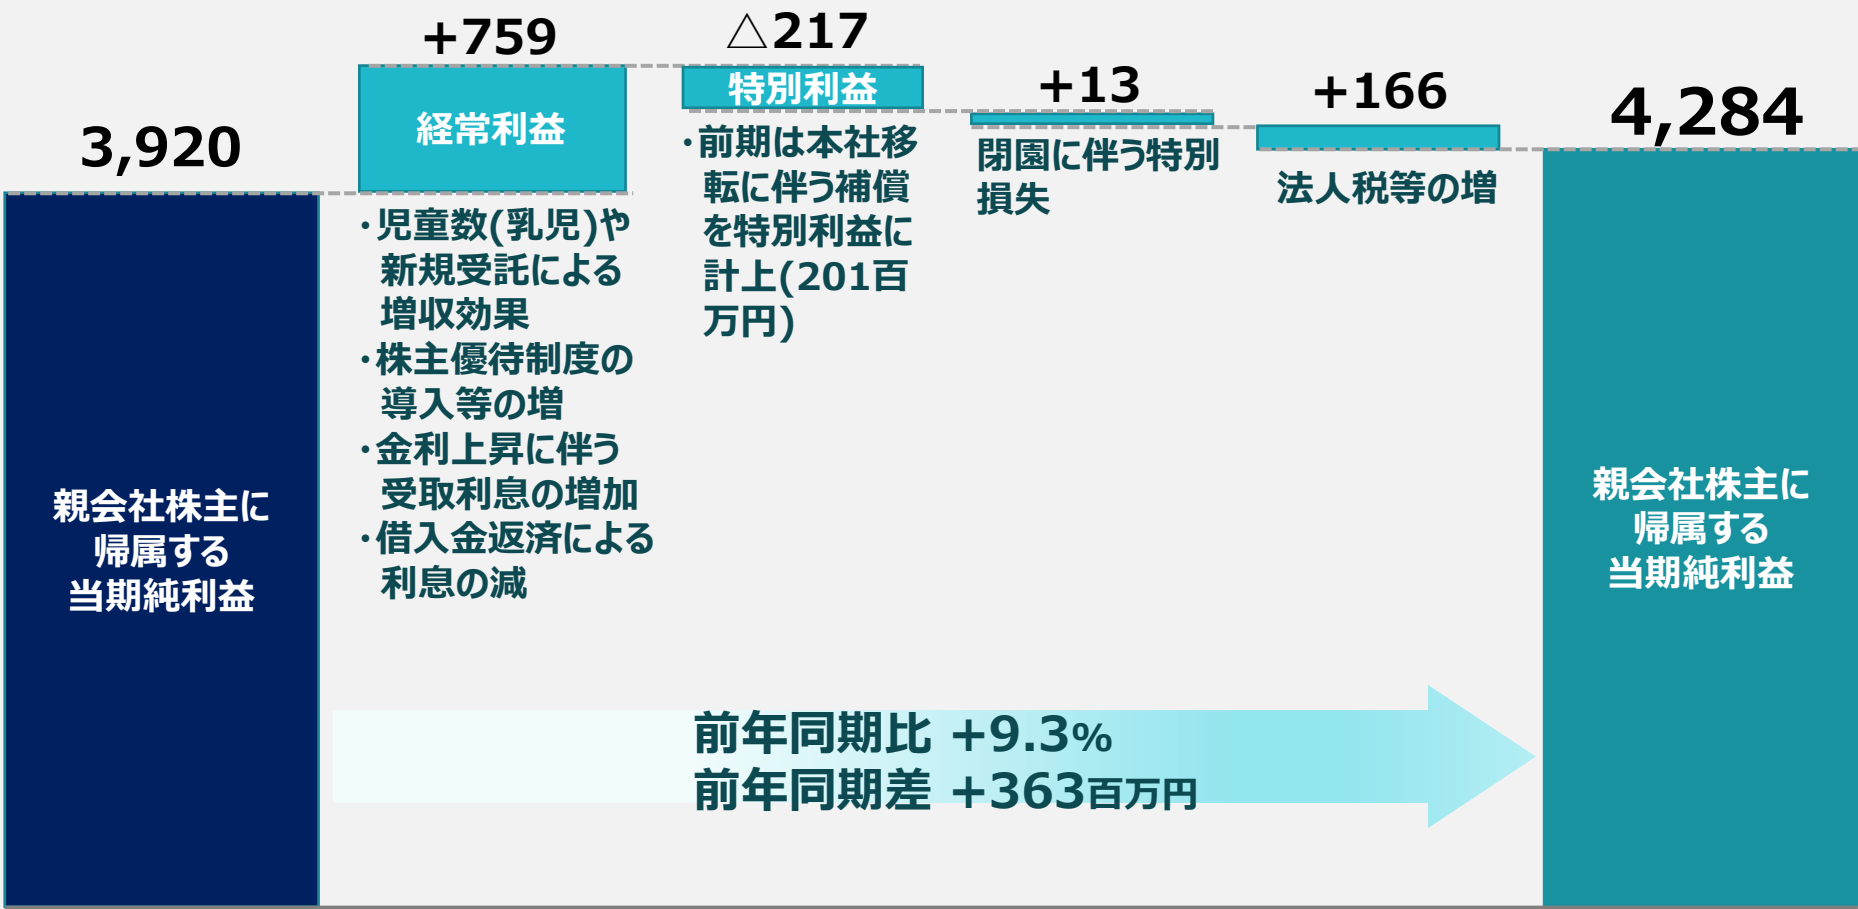 3,920
親会社株主に
帰属する
当期純利益
+759
経常利益
・児童数(乳児)や
新規受託による
増収効果
・株主優待制度の
導入等の増
・金利上昇に伴う
受取利息の増加
・借入金返済による
利息の減
△217
特別利益
・前期は本社移
転に伴う補償
を特別利益に
計上(201百
万円)
+13
閉園に伴う特別
損失
+166
法人税等の増
4,284
親会社株主に
帰属する
当期純利益
前年同期比 +9.3%
前年同期差 +363百万円